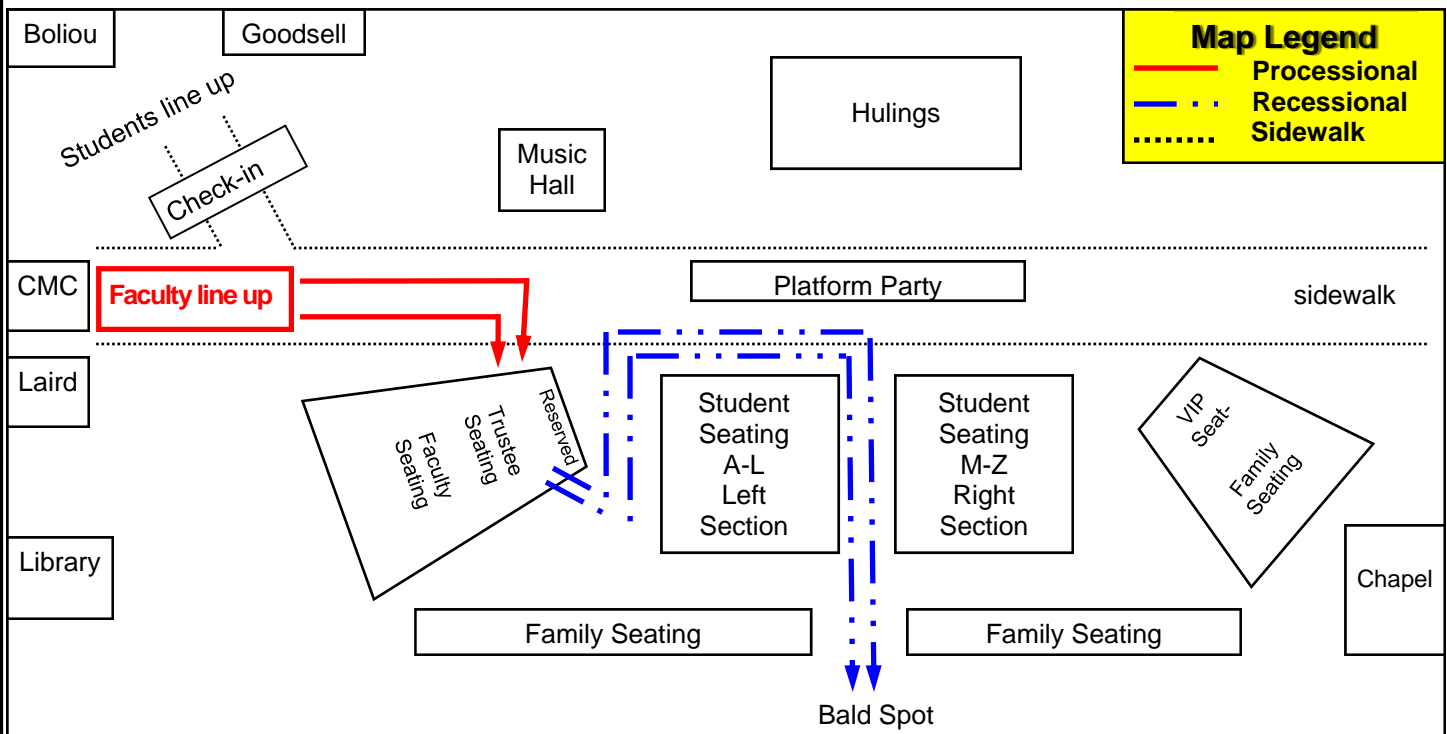 Boliou
Goodsell
Map Legend
Processional
Recessional
Sidewalk
Students line up
Hulings
Music
Hall
Check-in
CMC
Faculty line up
Platform Party
sidewalk
Laird
Reserved
Trustee
Seating
Faculty
Seating
Student
Seating
A-L
Left
Section
Student
Seating
M-Z
Right
Section
VIP
Seat-
Family
Seating
Library
Chapel
Family Seating
Family Seating
Bald Spot